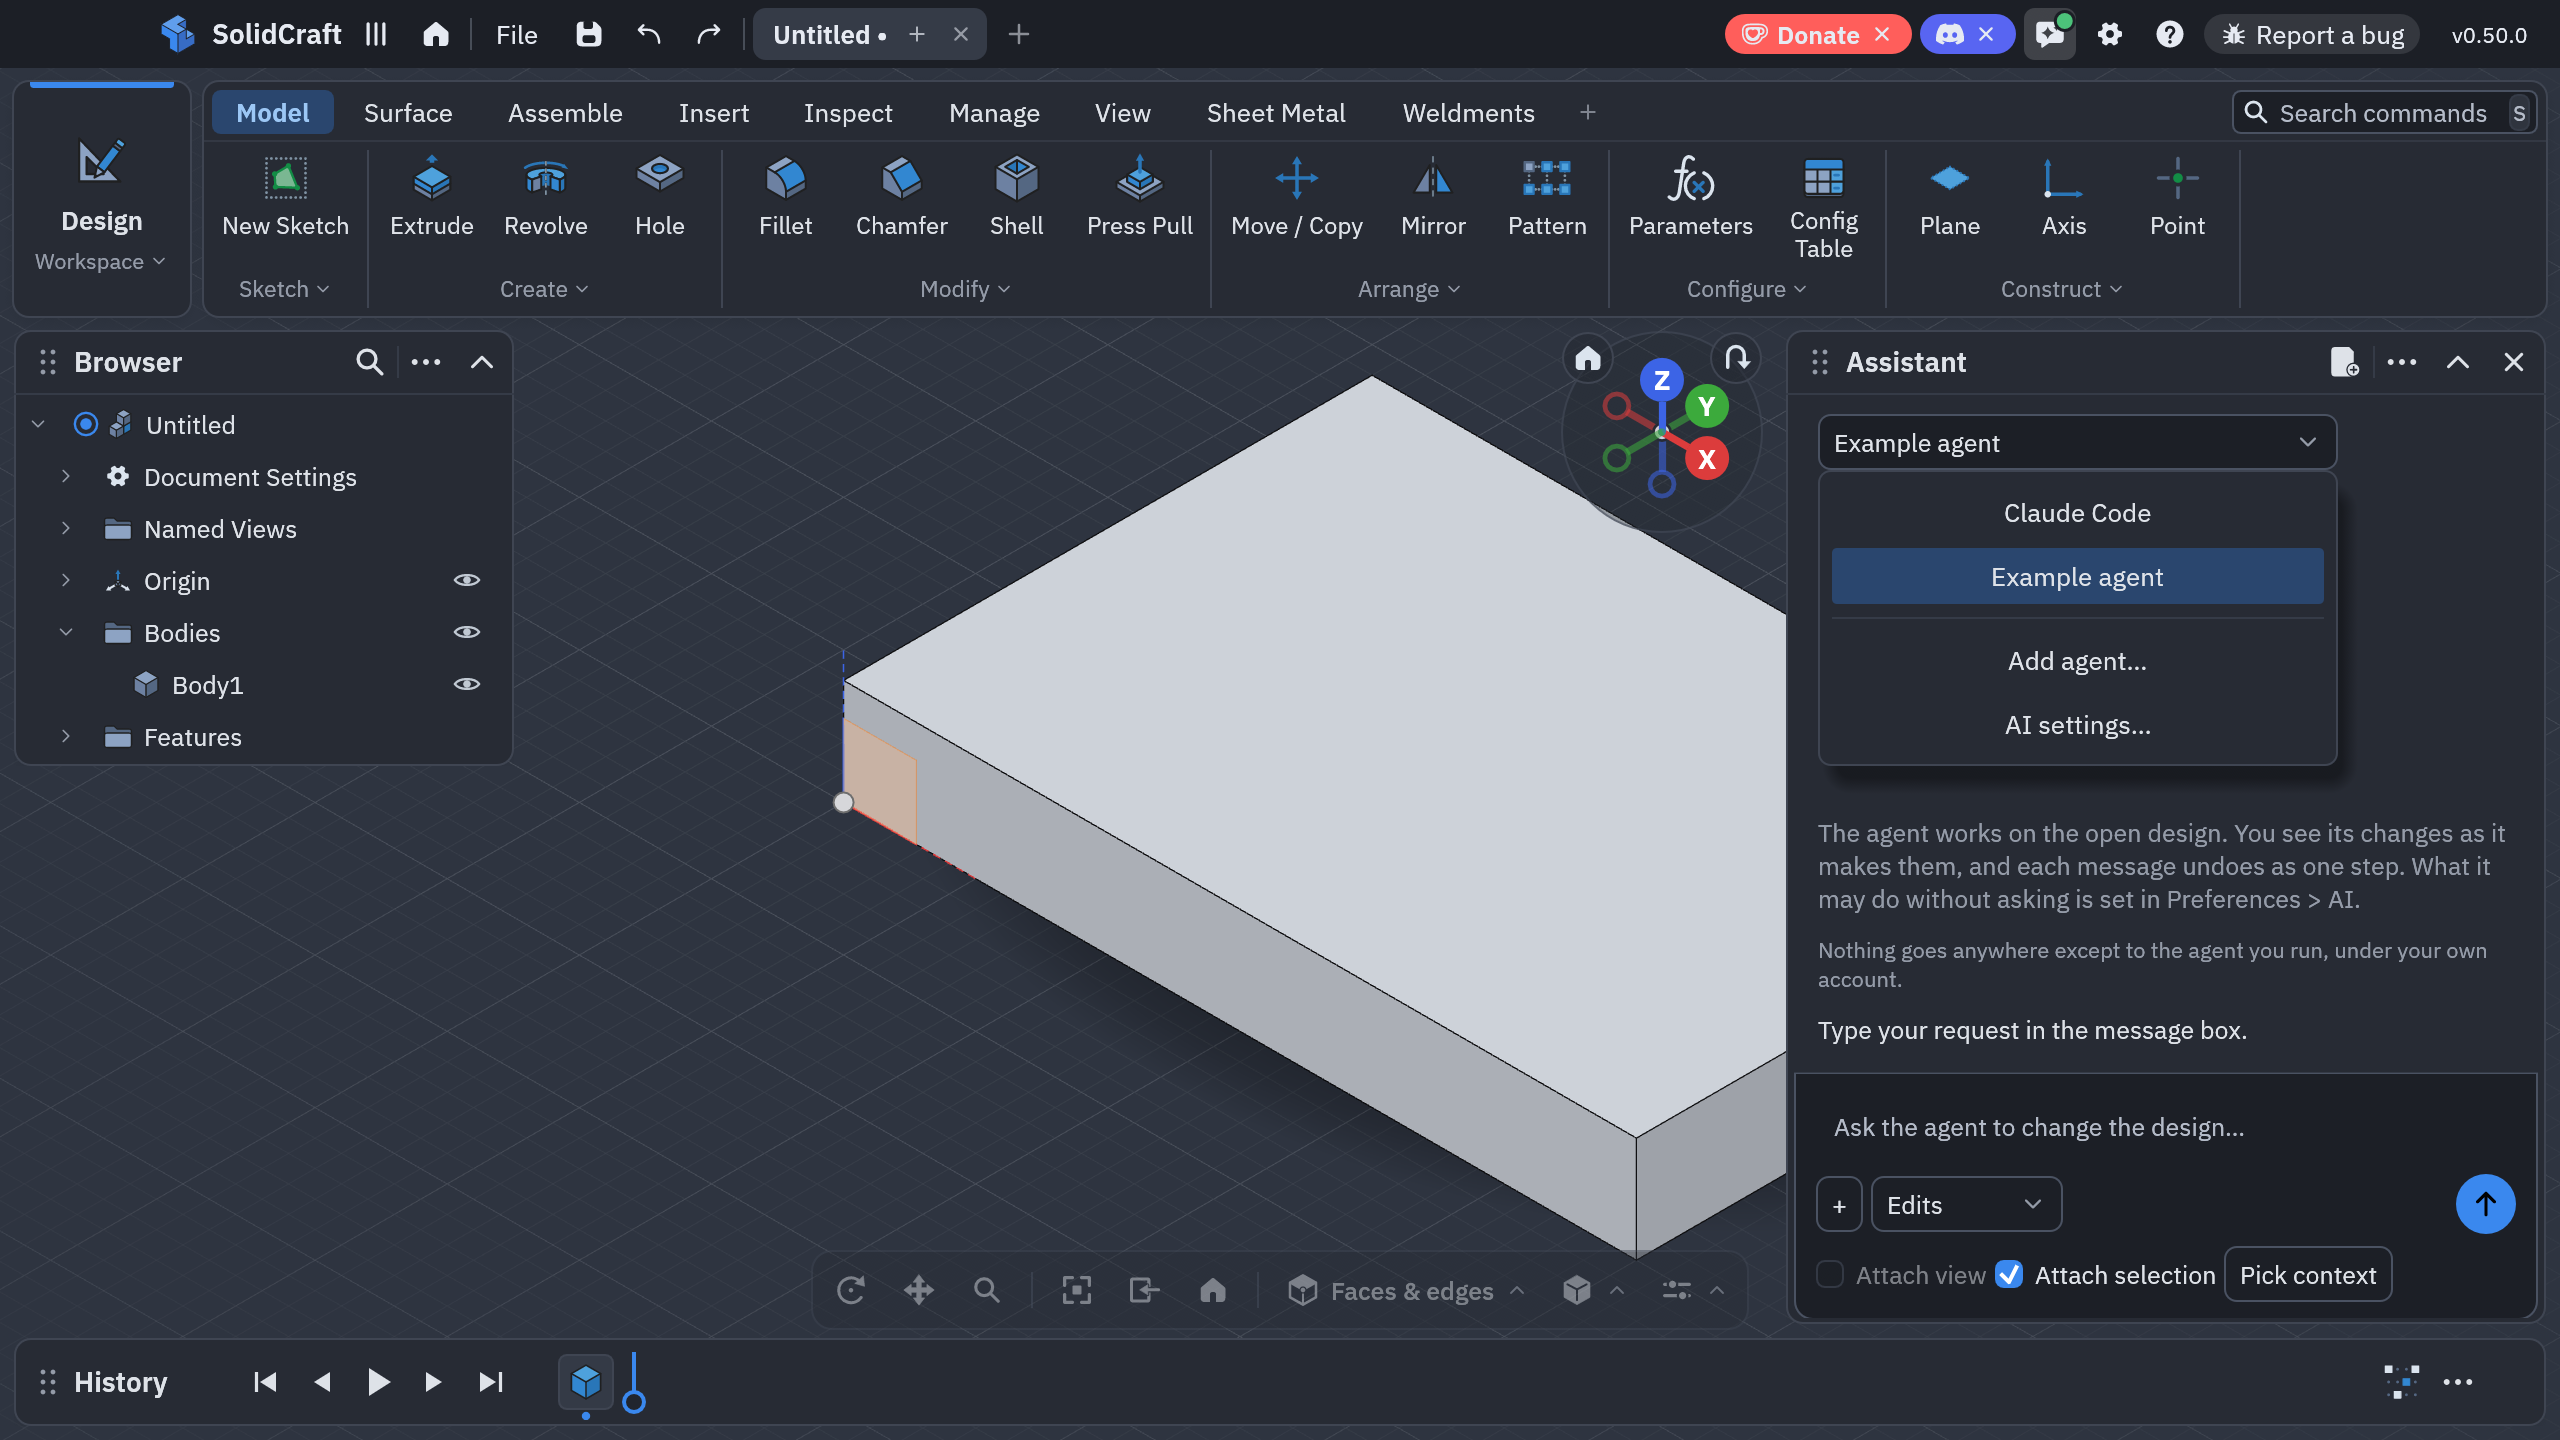 SolidCraft
File
Untitled •
Donate
Report a bug
v0.50.0
Design
Workspace
Model
Surface
Assemble
Insert
Inspect
Manage
View
Sheet Metal
Weldments
Search commands
S
New Sketch
Extrude
Revolve
Hole
Fillet
Chamfer
Shell
Press Pull
Move / Copy
Mirror
Pattern
Parameters
Config
Table
Plane
Axis
Point
Sketch
Create
Modify
Arrange
Configure
Construct
Browser
Untitled
Document Settings
Named Views
Origin
Bodies
Body1
Features
Z
Y
X
Assistant
Example agent
Claude Code
Example agent
Add agent...
AI settings...
The agent works on the open design. You see its changes as it
makes them, and each message undoes as one step. What it
may do without asking is set in Preferences > AI.
Nothing goes anywhere except to the agent you run, under your own
account.
Type your request in the message box.
Ask the agent to change the design...
+
Edits
Attach view
Attach selection
Pick context
Faces & edges
History